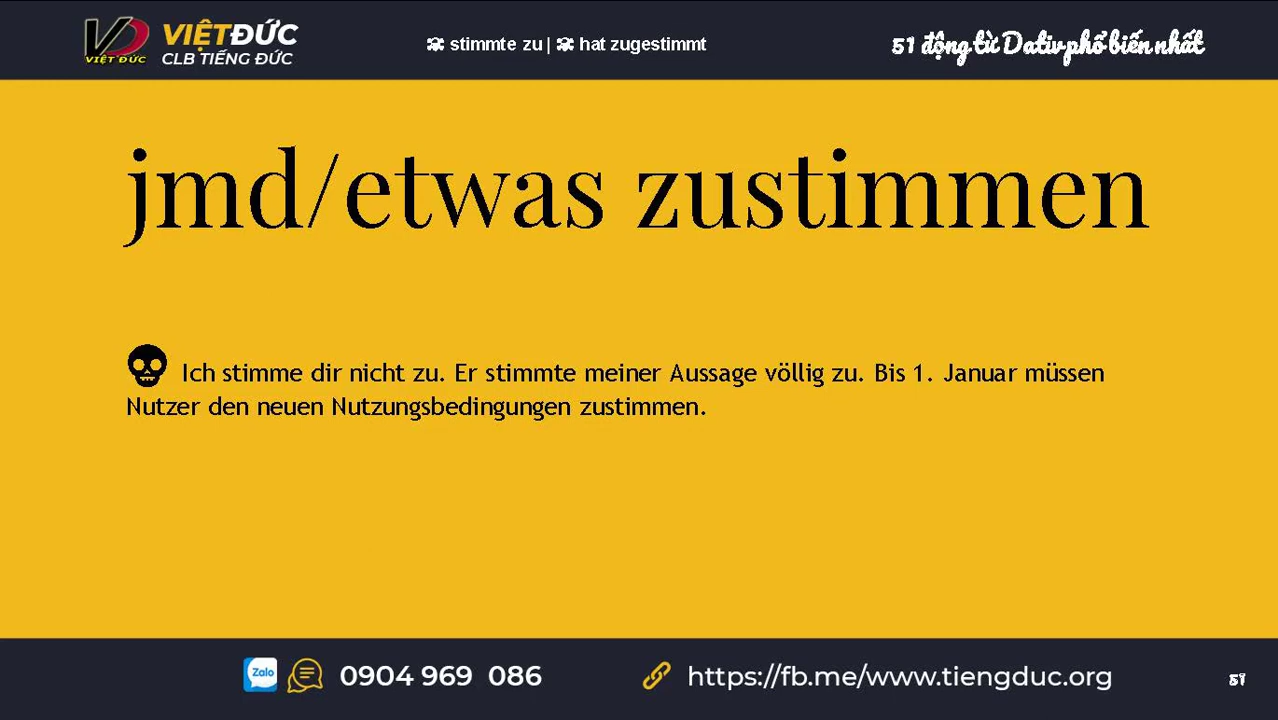 VIỆT ĐỨC
VIỆTĐỨC
CLB TIẾNG ĐỨC
stimmte zu | hat zugestimmt
51 động từ Dativ phổ biến nhất
jmd/etwas zustimmen
Ich stimme dir nicht zu. Er stimmte meiner Aussage völlig zu. Bis 1. Januar müssen
Nutzer den neuen Nutzungsbedingungen zustimmen.
Zalo
0904 969 086
https://fb.me/www.tiengduc.org